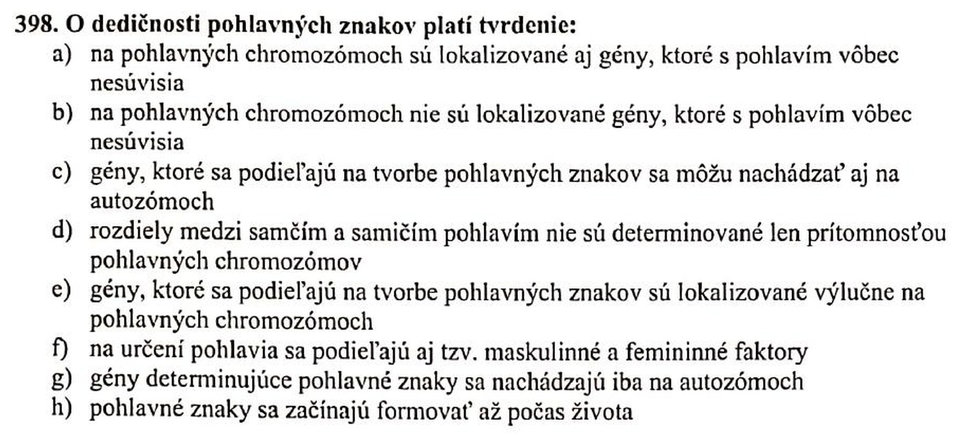 398. O dedičnosti pohlavných znakov platí tvrdenie:
a) na pohlavných chromozómoch sú lokalizované aj gény, ktoré s pohlavím vôbec
nesúvisia
b) na pohlavných chromozómoch nie sú lokalizované gény, ktoré s pohlavím vôbec
nesúvisia
c) gény, ktoré sa podieľajú na tvorbe pohlavných znakov sa môžu nachádzať aj na
autozómoch
d) rozdiely medzi samčím a samičím pohlavím nie sú determinované len prítomnosťou
pohlavných chromozómov
e) gény, ktoré sa podieľajú na tvorbe pohlavných znakov sú lokalizované výlučne na
pohlavných chromozómoch
f) na určení pohlavia sa podieľajú aj tzv. maskulinné a femininné faktory
g) gény determinujúce pohlavné znaky sa nachádzajú iba na autozómoch
h) pohlavné znaky sa začínajú formovať až počas života